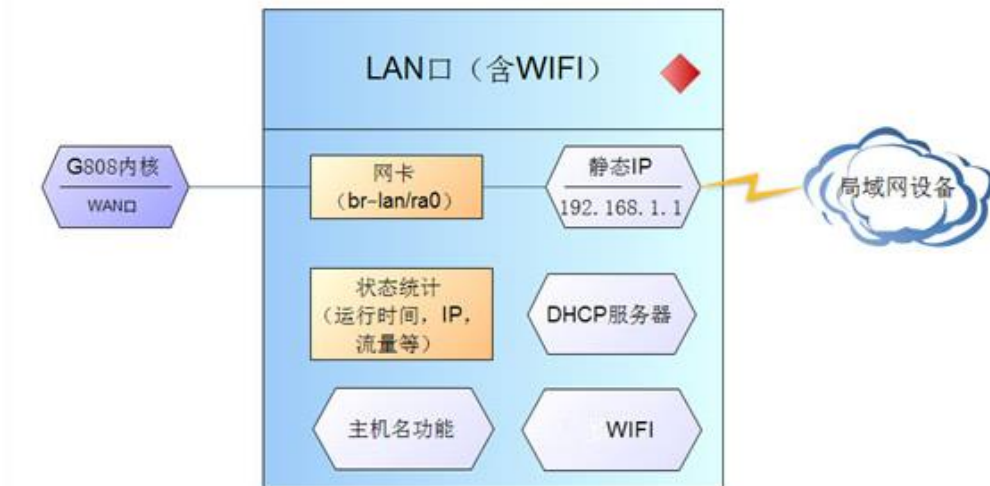 LAN口（含WIFI）
G808内核
WAN口
网卡
（br-lan/ra0）
静态IP
192.168.1.1
局域网设备
状态统计
（运行时间，IP，
流量等）
DHCP服务器
主机名功能
WIFI